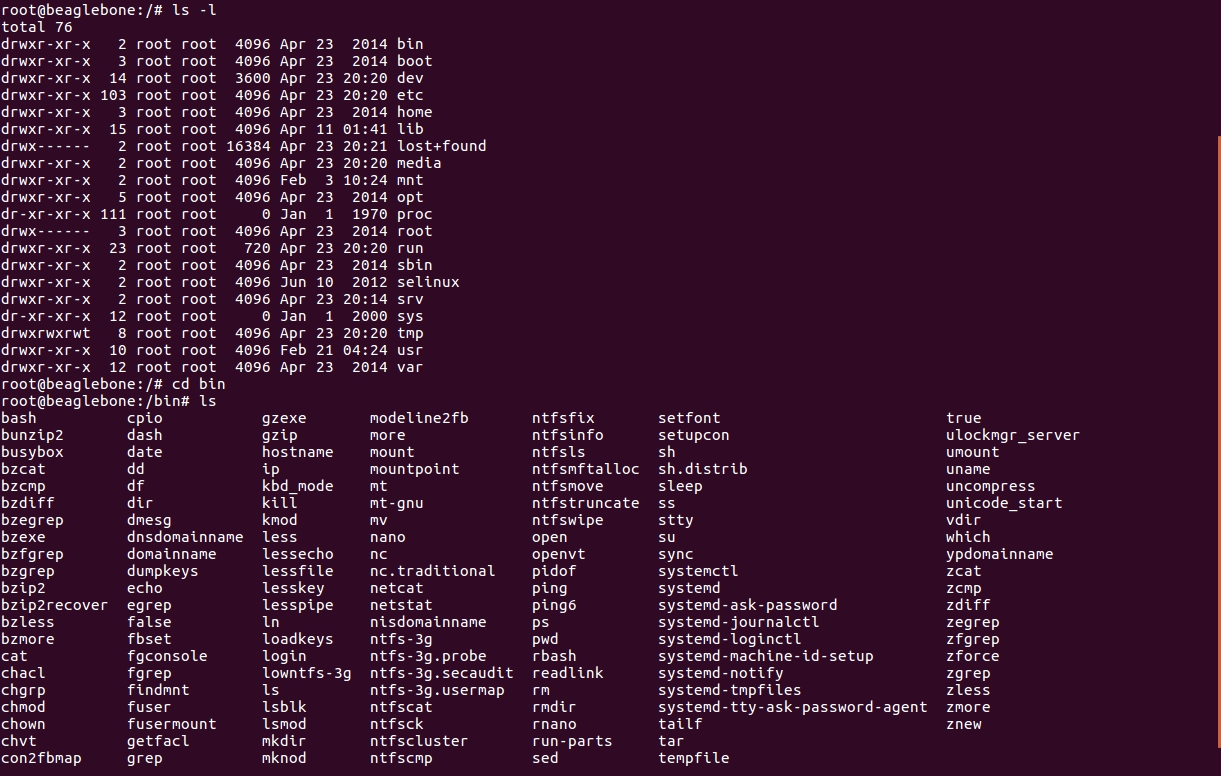 root@beaglebone:/# ls -l
total 76
drwxr-xr-x   2 root root  4096 Apr 23  2014 bin
drwxr-xr-x   3 root root  4096 Apr 23  2014 boot
drwxr-xr-x  14 root root  3600 Apr 23 20:20 dev
drwxr-xr-x 103 root root  4096 Apr 23 20:20 etc
drwxr-xr-x   3 root root  4096 Apr 23  2014 home
drwxr-xr-x  15 root root  4096 Apr 11 01:41 lib
drwx------   2 root root 16384 Apr 23 20:21 lost+found
drwxr-xr-x   2 root root  4096 Apr 23 20:20 media
drwxr-xr-x   2 root root  4096 Feb  3 10:24 mnt
drwxr-xr-x   5 root root  4096 Apr 23  2014 opt
dr-xr-xr-x 111 root root     0 Jan  1  1970 proc
drwx------   3 root root  4096 Apr 23  2014 root
drwxr-xr-x  23 root root   720 Apr 23 20:20 run
drwxr-xr-x   2 root root  4096 Apr 23  2014 sbin
drwxr-xr-x   2 root root  4096 Jun 10  2012 selinux
drwxr-xr-x   2 root root  4096 Apr 23 20:14 srv
dr-xr-xr-x  12 root root     0 Jan  1  2000 sys
drwxrwxrwt   8 root root  4096 Apr 23 20:20 tmp
drwxr-xr-x  10 root root  4096 Feb 21 04:24 usr
drwxr-xr-x  12 root root  4096 Apr 23  2014 var
root@beaglebone:/# cd bin
root@beaglebone:/bin# ls
bash          cpio           gzexe       modeline2fb        ntfsfix       setfont                         true
bunzip2       dash           gzip        more               ntfsinfo      setupcon                        ulockmgr_server
busybox       date           hostname    mount              ntfsls        sh                              umount
bzcat         dd             ip          mountpoint         ntfsmftalloc  sh.distrib                      uname
bzcmp         df             kbd_mode    mt                 ntfsmove      sleep                           uncompress
bzdiff        dir            kill        mt-gnu             ntfstruncate  ss                              unicode_start
bzegrep       dmesg          kmod        mv                 ntfswipe      stty                            vdir
bzexe         dnsdomainname  less        nano               open          su                              which
bzfgrep       domainname     lessecho    nc                 openvt        sync                            ypdomainname
bzgrep        dumpkeys       lessfile    nc.traditional     pidof         systemctl                       zcat
bzip2         echo           lesskey     netcat             ping          systemd                         zcmp
bzip2recover  egrep          lesspipe    netstat            ping6         systemd-ask-password            zdiff
bzless        false          ln          nisdomainname      ps            systemd-journalctl              zegrep
bzmore        fbset          loadkeys    ntfs-3g            pwd           systemd-loginctl                zfgrep
cat           fgconsole      login       ntfs-3g.probe      rbash         systemd-machine-id-setup        zforce
chacl         fgrep          lowntfs-3g  ntfs-3g.secaudit   readlink      systemd-notify                  zgrep
chgrp         findmnt        ls          ntfs-3g.usermap    rm            systemd-tmpfiles                zless
chmod         fuser          lsblk       ntfscat            rmdir         systemd-tty-ask-password-agent  zmore
chown         fusermount     lsmod       ntfsck             rnano         tailf                           znew
chvt          getfacl        mkdir       ntfscluster        run-parts     tar
con2fbmap     grep           mknod       ntfscmp            sed           tempfile